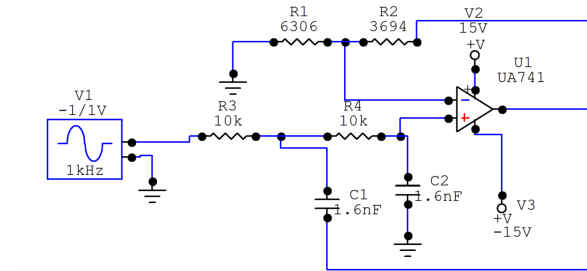 R1
6306
R2
3694
V2
15V
+V
U1
UA741
V1
-1/1V
R3
10k
R4
10k
1kHz
C1
1.6nF
C2
1.6nF
V3
+V
-15V